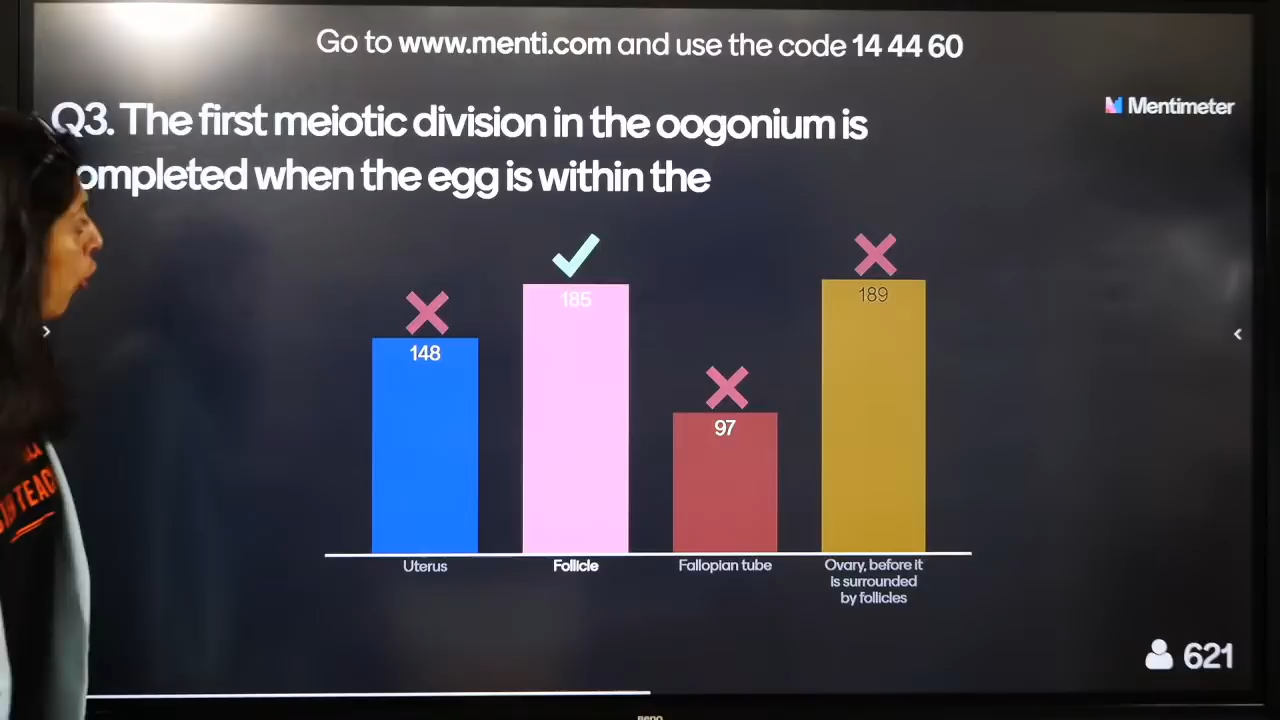 Go to www.menti.com and use the code 14 44 60
Mentimeter
Q3. The first meiotic division in the oogonium is
ompleted when the egg is within the
148
185
97
189
Uterus
Follicle
Fallopian tube
Ovary, before it
is surrounded
by follicles
621
TEAC